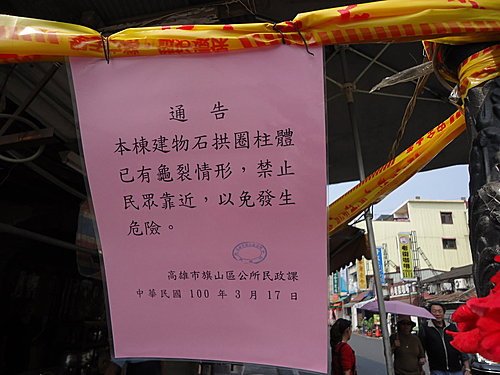 通告
本棟建物石拱圈柱體
已有龜裂情形，禁止
民眾靠近，以免發生
危險。
高雄市旗山區公所民政課
中華民國 100 年 3 月 17 日